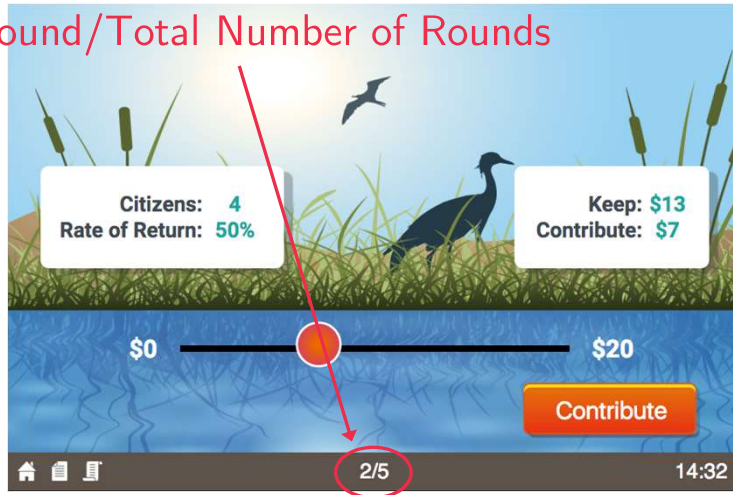 ound/Total Number of Rounds
Citizens: 4
Rate of Return: 50%
Keep: $13
Contribute: $7
$0
$20
Contribute
2/5
14:32